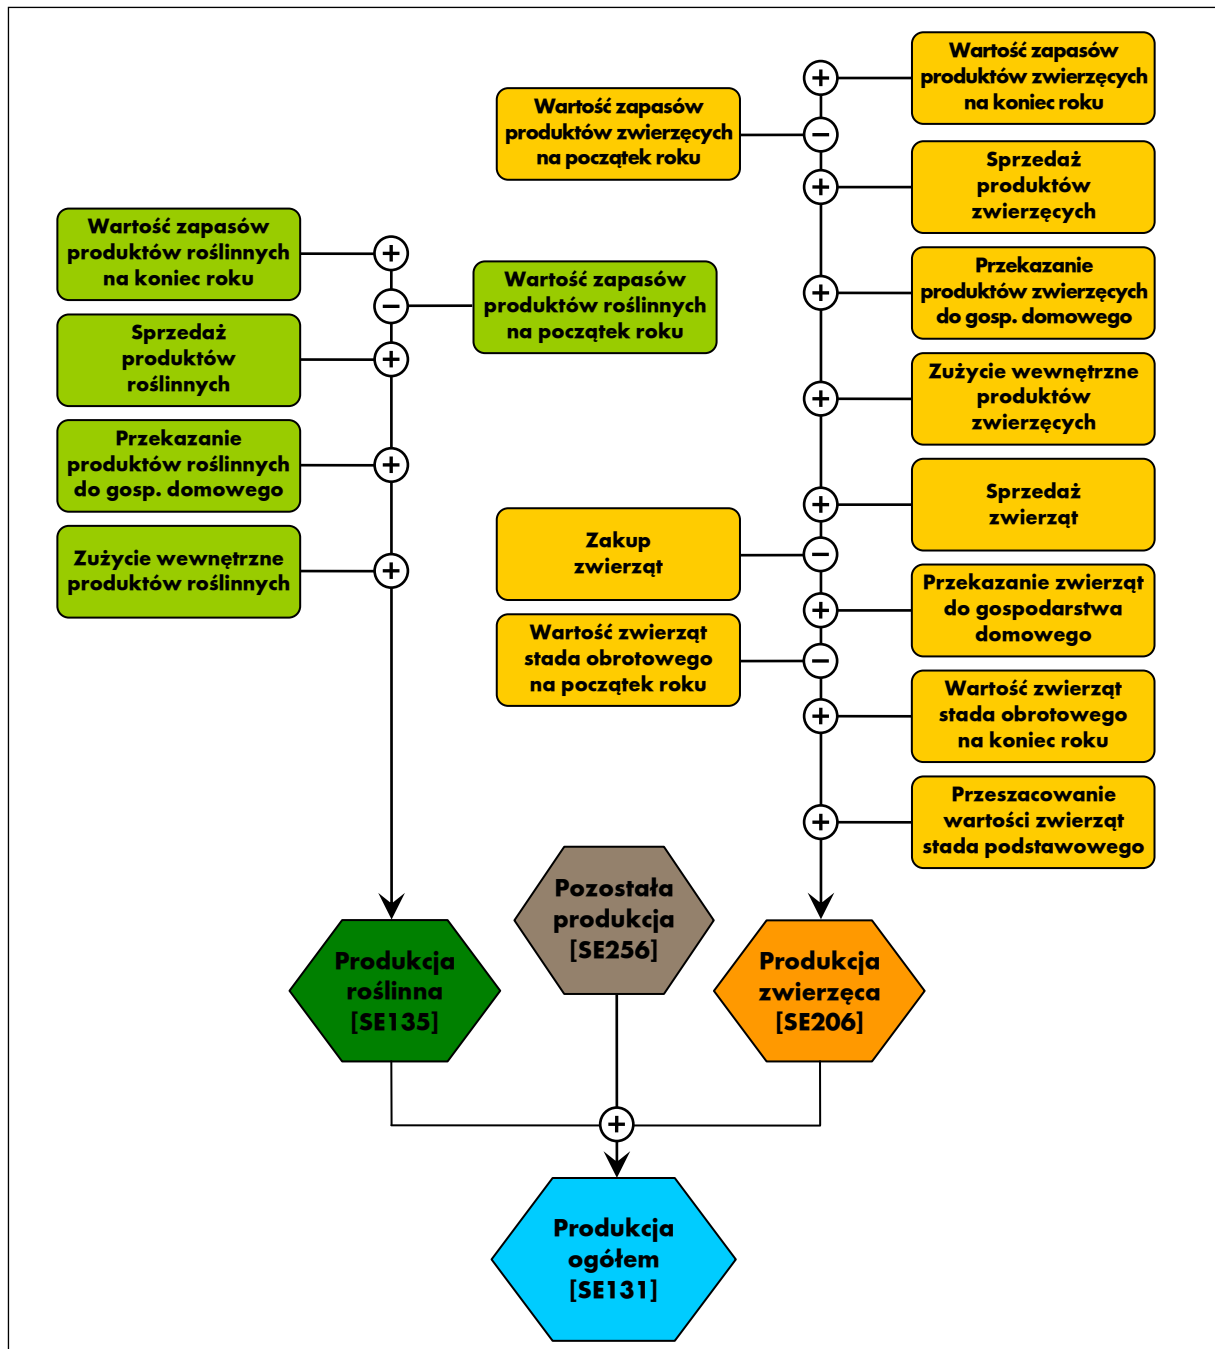 Wartość zapasów
produktów roślinnych
na koniec roku
Wartość zapasów
produktów roślinnych
na początek roku
Sprzedaż
produktów
roślinnych
Przekazanie
produktów roślinnych
do gosp. domowego
Zużycie wewnętrzne
produktów roślinnych
Wartość zapasów
produktów zwierzęcych
na koniec roku
Wartość zapasów
produktów zwierzęcych
na początek roku
Sprzedaż
produktów
zwierzęcych
Przekazanie
produktów zwierzęcych
do gosp. domowego
Zużycie wewnętrzne
produktów
zwierzęcych
Sprzedaż
zwierząt
Zakup
zwierząt
Przekazanie zwierząt
do gospodarstwa
domowego
Wartość zwierząt
stada obrotowego
na początek roku
Wartość zwierząt
stada obrotowego
na koniec roku
Przeszacowanie
wartości zwierząt
stada podstawowego
Produkcja
roślinna
[SE135]
Pozostała
produkcja
[SE256]
Produkcja
zwierzęca
[SE206]
Produkcja
ogółem
[SE131]